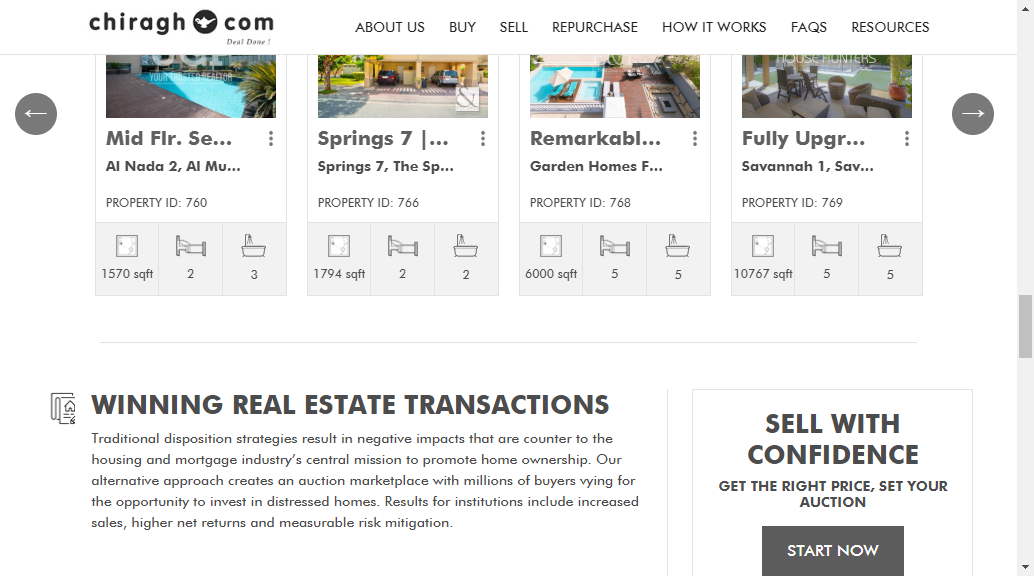 chiragh com
Deal Done!
ABOUT US BUY SELL REPURCHASE HOW IT WORKS FAQS RESOURCES
YOUR TRUSTED REALTOR
HOUSE HUNTERS
Mid Flr. Se...
Al Nada 2, Al Mu...
PROPERTY ID: 760
1570 sqft 2 3
Springs 7 |...
Springs 7, The Sp...
PROPERTY ID: 766
1794 sqft 2 2
Remarkabl...
Garden Homes F...
PROPERTY ID: 768
6000 sqft 5 5
Fully Upgr...
Savannah 1, Sav...
PROPERTY ID: 769
10767 sqft 5 5
WINNING REAL ESTATE TRANSACTIONS
Traditional disposition strategies result in negative impacts that are counter to the
housing and mortgage industry’s central mission to promote home ownership. Our
alternative approach creates an auction marketplace with millions of buyers vying for
the opportunity to invest in distressed homes. Results for institutions include increased
sales, higher net returns and measurable risk mitigation.
SELL WITH
CONFIDENCE
GET THE RIGHT PRICE, SET YOUR
AUCTION
START NOW